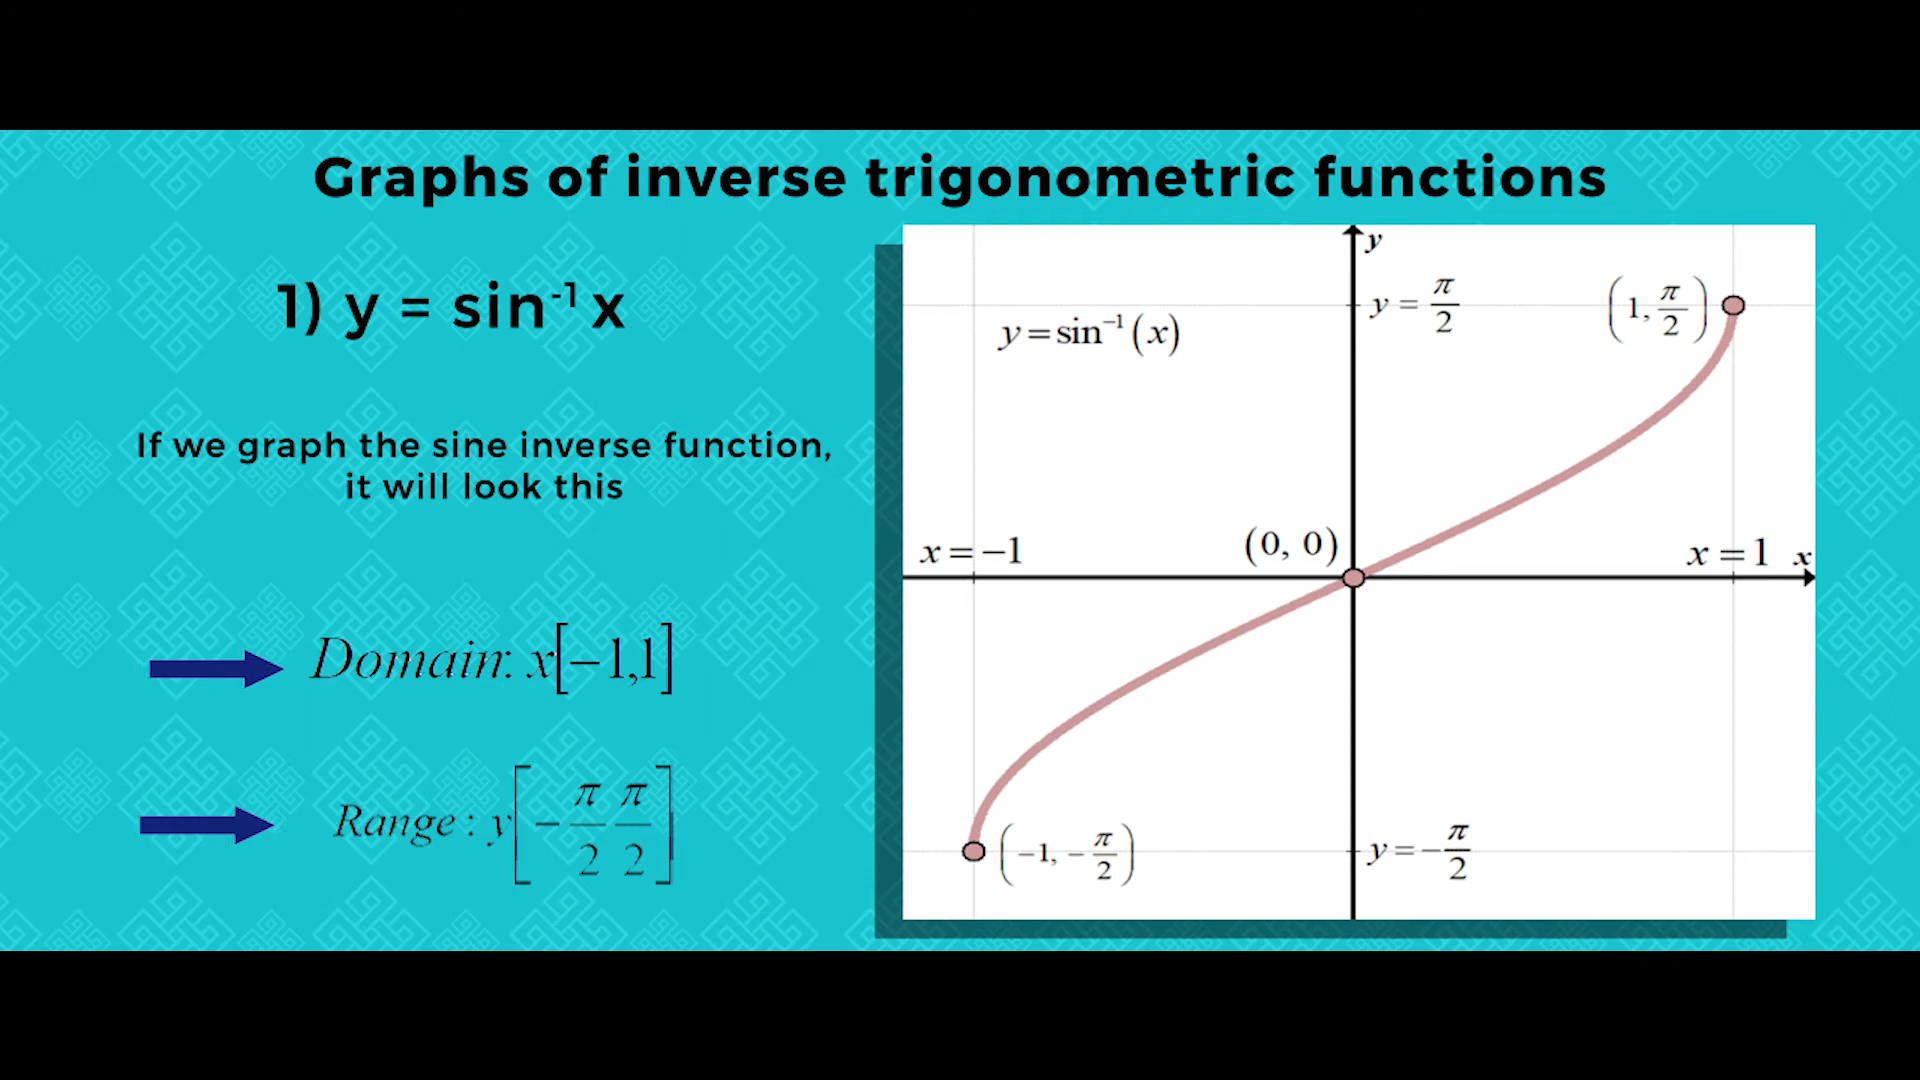 Graphs of inverse trigonometric functions
1) y = sin⁻¹ x
If we graph the sine inverse function,
it will look this
Domain: x[−1,1]
Range : y[−π/2 π/2]
y
y = π/2
(1, π/2)
y = sin⁻¹(x)
x = −1
(0, 0)
x = 1
x
(−1, −π/2)
y = −π/2